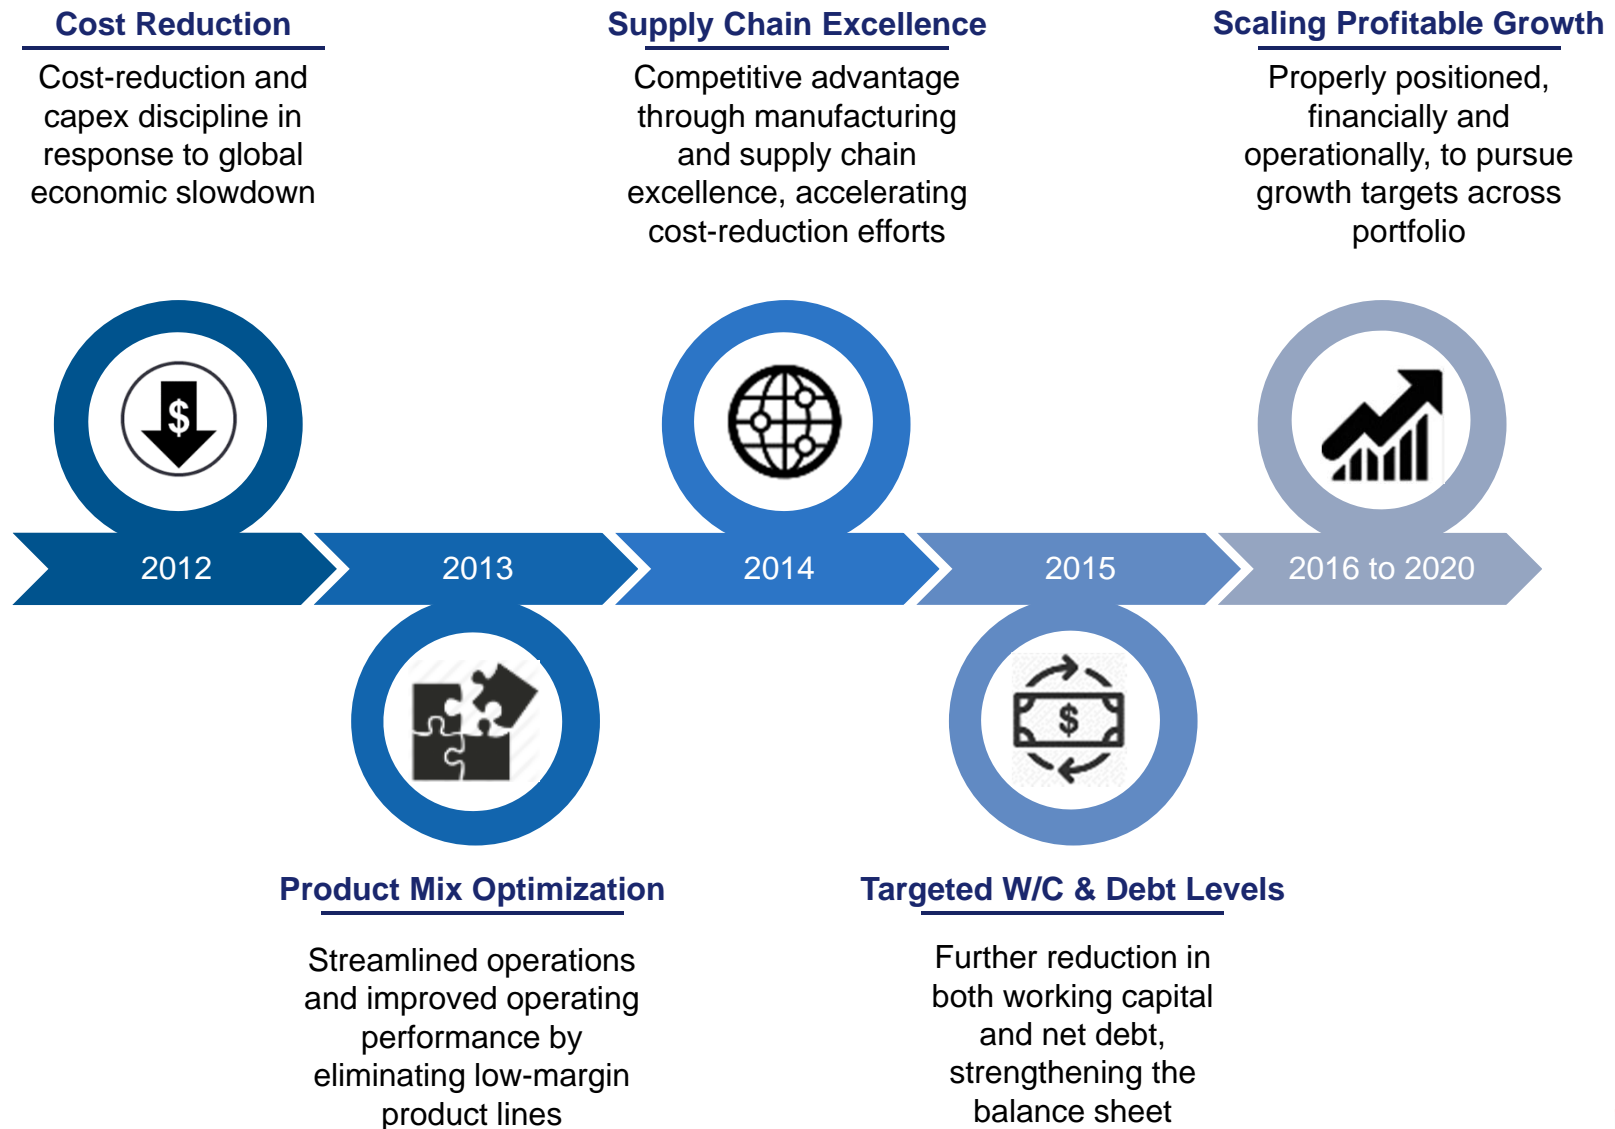 Cost Reduction
Cost-reduction and
capex discipline in
response to global
economic slowdown
Supply Chain Excellence
Competitive advantage
through manufacturing
and supply chain
excellence, accelerating
cost-reduction efforts
Scaling Profitable Growth
Properly positioned,
financially and
operationally, to pursue
growth targets across
portfolio
$
2012
2013
2014
2015
2016 to 2020
$
Product Mix Optimization
Streamlined operations
and improved operating
performance by
eliminating low-margin
product lines
Targeted W/C & Debt Levels
Further reduction in
both working capital
and net debt,
strengthening the
balance sheet